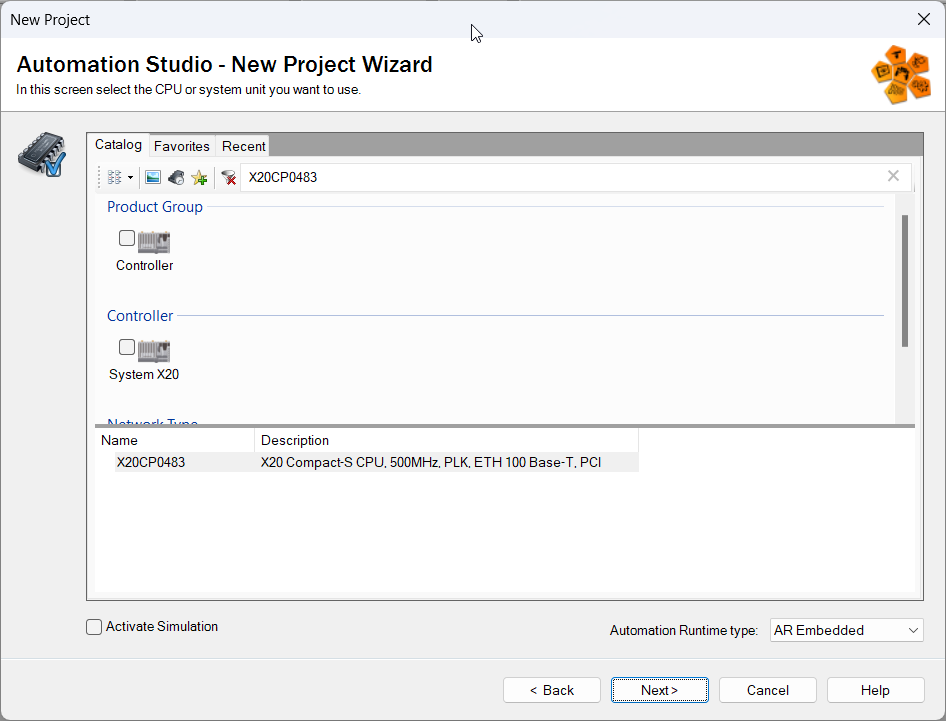 New Project
Automation Studio - New Project Wizard
In this screen select the CPU or system unit you want to use.
Catalog Favorites Recent
X20CP0483
Product Group
Controller
Controller
System X20
Network Type
Name Description
X20CP0483 X20 Compact-S CPU, 500MHz, PLK, ETH 100 Base-T, PCI
Activate Simulation
Automation Runtime type: AR Embedded
< Back Next > Cancel Help